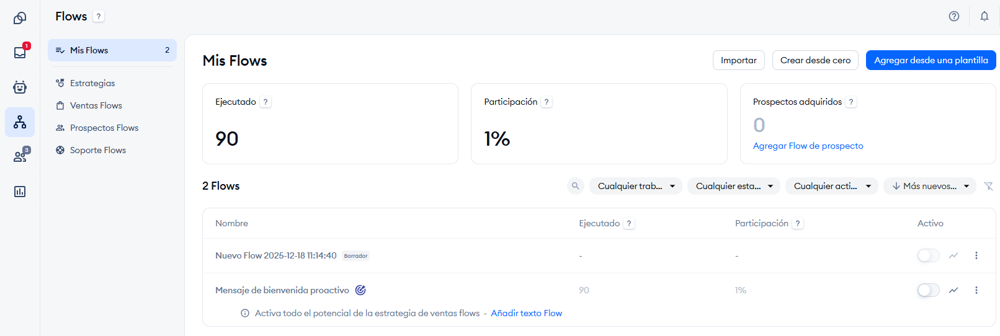 Flows ?
1
Mis Flows 2
Estrategias
Ventas Flows
Prospectos Flows
Soporte Flows
3
Mis Flows
Importar
Crear desde cero
Agregar desde una plantilla
Ejecutado ?
90
Participación ?
1%
Prospectos adquiridos ?
0
Agregar Flow de prospecto
2 Flows
Cualquier trab...
Cualquier esta...
Cualquier acti...
Más nuevos...
Nombre Ejecutado ? Participación ? Activo
Nuevo Flow 2025-12-18 11:14:40 Borrador - -
Mensaje de bienvenida proactivo 90 1%
Activa todo el potencial de la estrategia de ventas flows - Añadir texto Flow